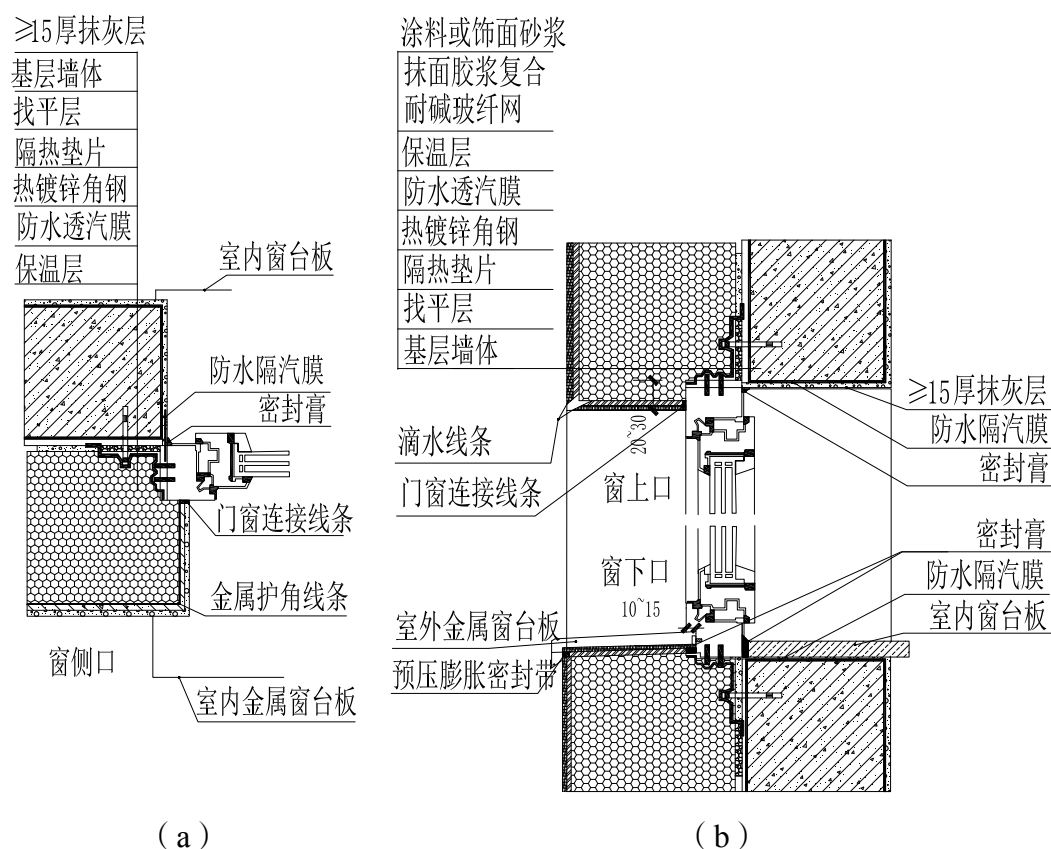 ≥15厚抹灰层
基层墙体
找平层
隔热垫片
热镀锌角钢
防水透汽膜
保温层
室内窗台板
防水隔汽膜
密封膏
门窗连接线条
金属护角线条
窗侧口
室内金属窗台板
(a)
涂料或饰面砂浆
抹面胶浆复合
耐碱玻纤网
保温层
防水透汽膜
热镀锌角钢
隔热垫片
找平层
基层墙体
≥15厚抹灰层
防水隔汽膜
密封膏
滴水线条
20~30
门窗连接线条
窗上口
窗下口
10~15
密封膏
防水隔汽膜
室内窗台板
室外金属窗台板
预压膨胀密封带
(b)